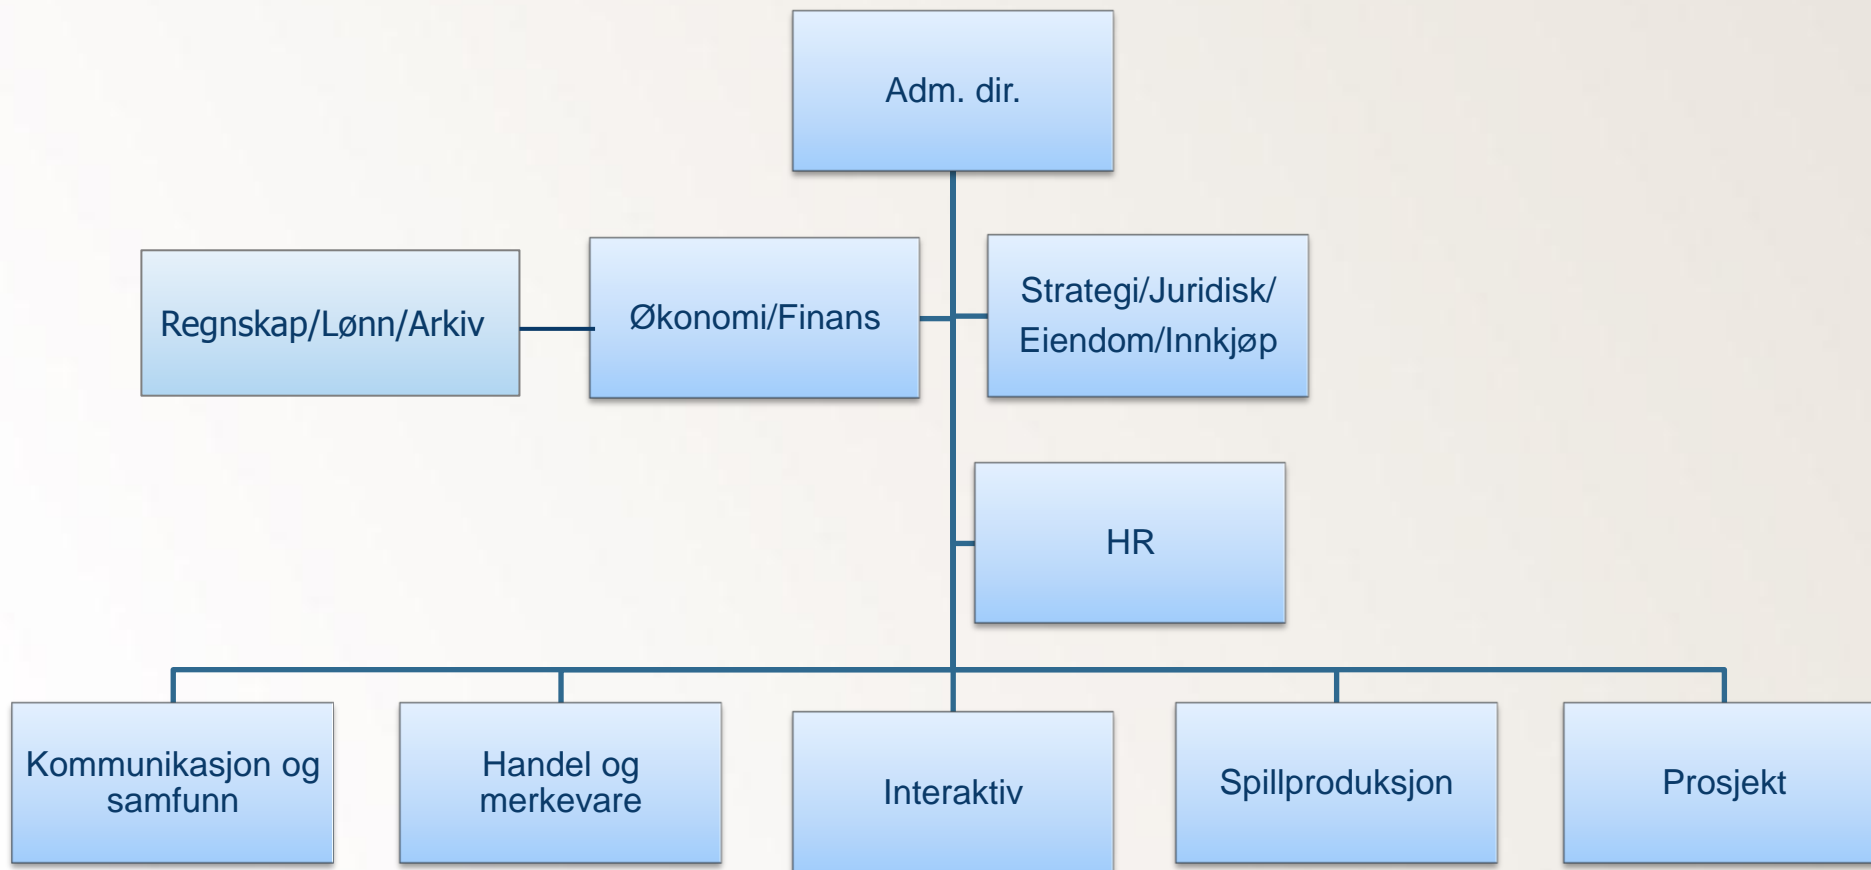 Adm. dir.
Regnskap/Lønn/Arkiv
Økonomi/Finans
Strategi/Juridisk/
Eiendom/Innkjøp
HR
Kommunikasjon og
samfunn
Handel og
merkevare
Interaktiv
Spillproduksjon
Prosjekt